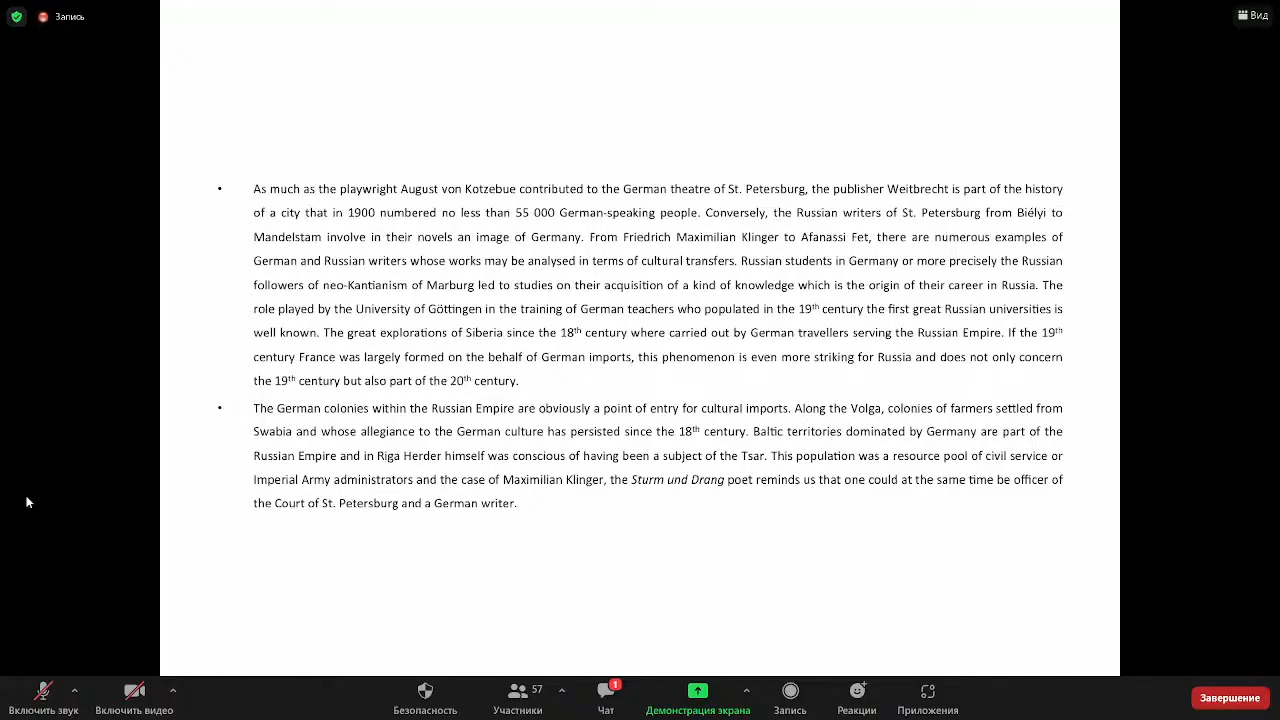 Запись
Вид
• As much as the playwright August von Kotzebue contributed to the German theatre of St. Petersburg, the publisher Weitbrecht is part of the history
of a city that in 1900 numbered no less than 55 000 German-speaking people. Conversely, the Russian writers of St. Petersburg from Biélyi to
Mandelstam involve in their novels an image of Germany. From Friedrich Maximilian Klinger to Afanassi Fet, there are numerous examples of
German and Russian writers whose works may be analysed in terms of cultural transfers. Russian students in Germany or more precisely the Russian
followers of neo-Kantianism of Marburg led to studies on their acquisition of a kind of knowledge which is the origin of their career in Russia. The
role played by the University of Göttingen in the training of German teachers who populated in the 19th century the first great Russian universities is
well known. The great explorations of Siberia since the 18th century where carried out by German travellers serving the Russian Empire. If the 19th
century France was largely formed on the behalf of German imports, this phenomenon is even more striking for Russia and does not only concern
the 19th century but also part of the 20th century.
• The German colonies within the Russian Empire are obviously a point of entry for cultural imports. Along the Volga, colonies of farmers settled from
Swabia and whose allegiance to the German culture has persisted since the 18th century. Baltic territories dominated by Germany are part of the
Russian Empire and in Riga Herder himself was conscious of having been a subject of the Tsar. This population was a resource pool of civil service or
Imperial Army administrators and the case of Maximilian Klinger, the Sturm und Drang poet reminds us that one could at the same time be officer of
the Court of St. Petersburg and a German writer.
57
1
Включить звук
Включить видео
Безопасность
Участники
Чат
Демонстрация экрана
Запись
Реакции
Приложения
Завершение